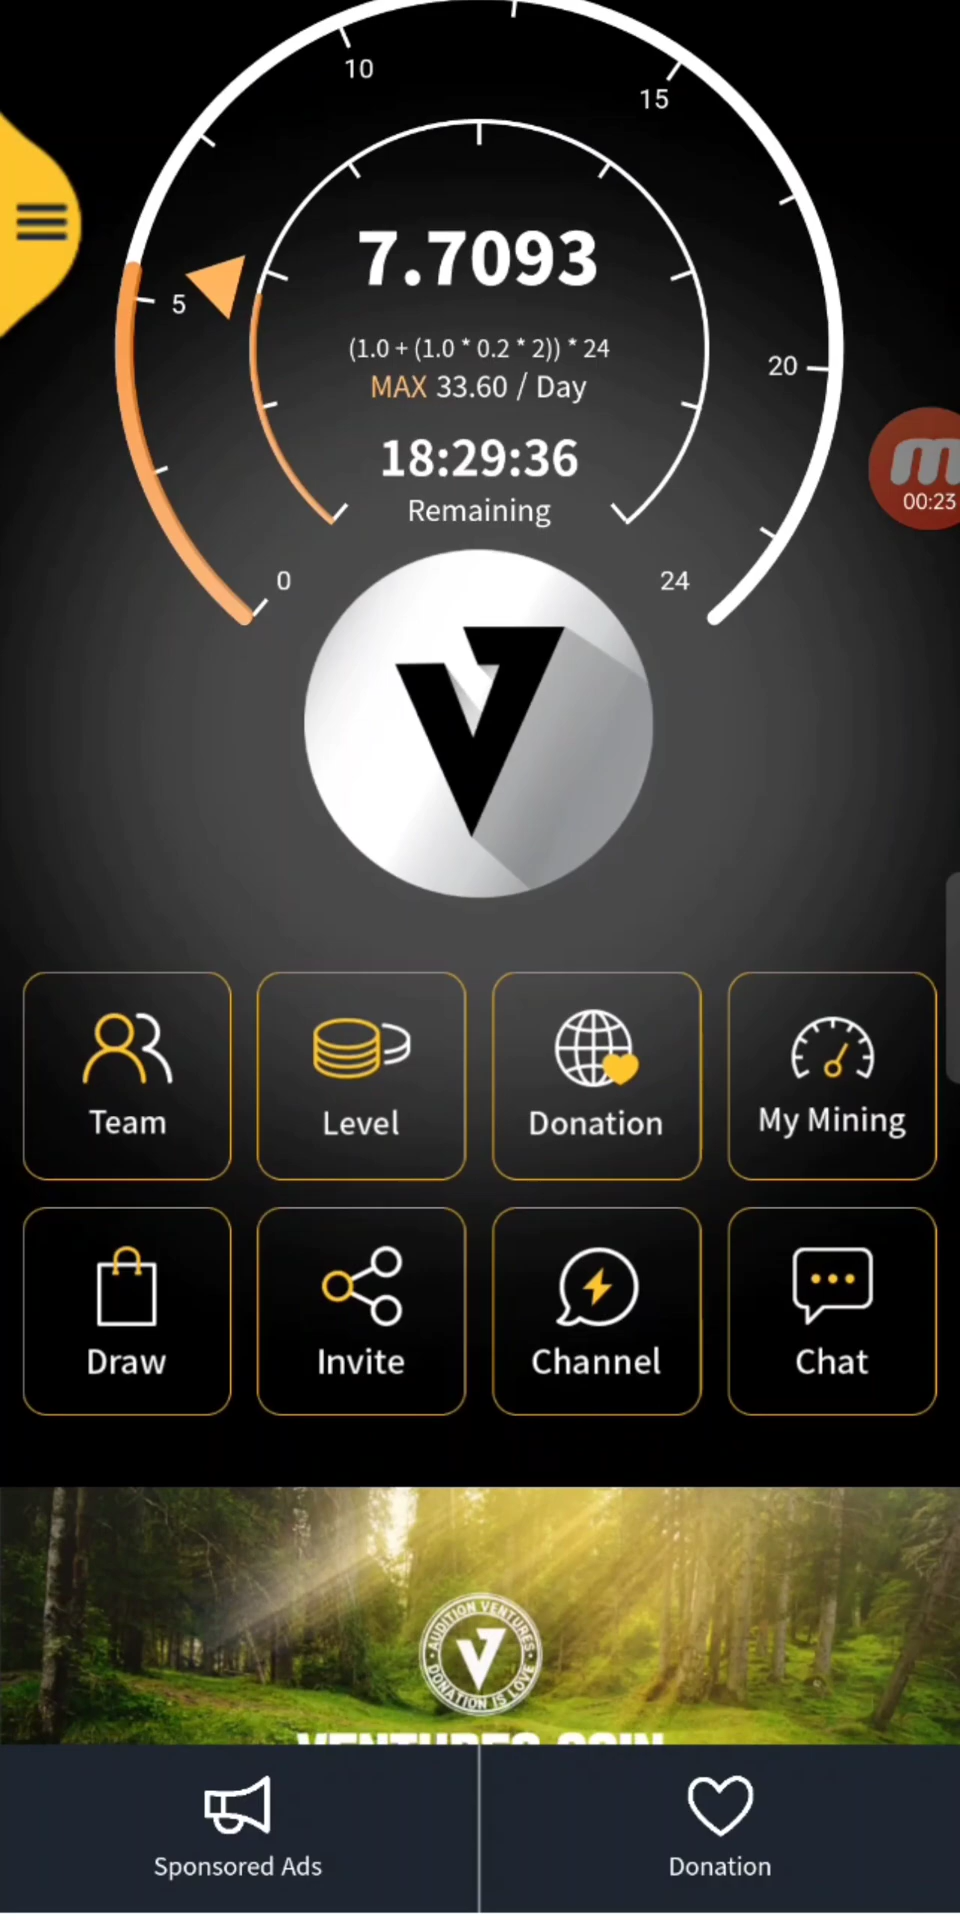 10
15
5
7.7093
(1.0 + (1.0 * 0.2 * 2)) * 24
20
MAX 33.60 / Day
18:29:36
m
00:23
Remaining
0
24
Team
Level
Donation
My Mining
Draw
Invite
Channel
Chat
AUDITION VENTURES
DONATION IS LOVE
VENTURES COIN
Sponsored Ads
Donation